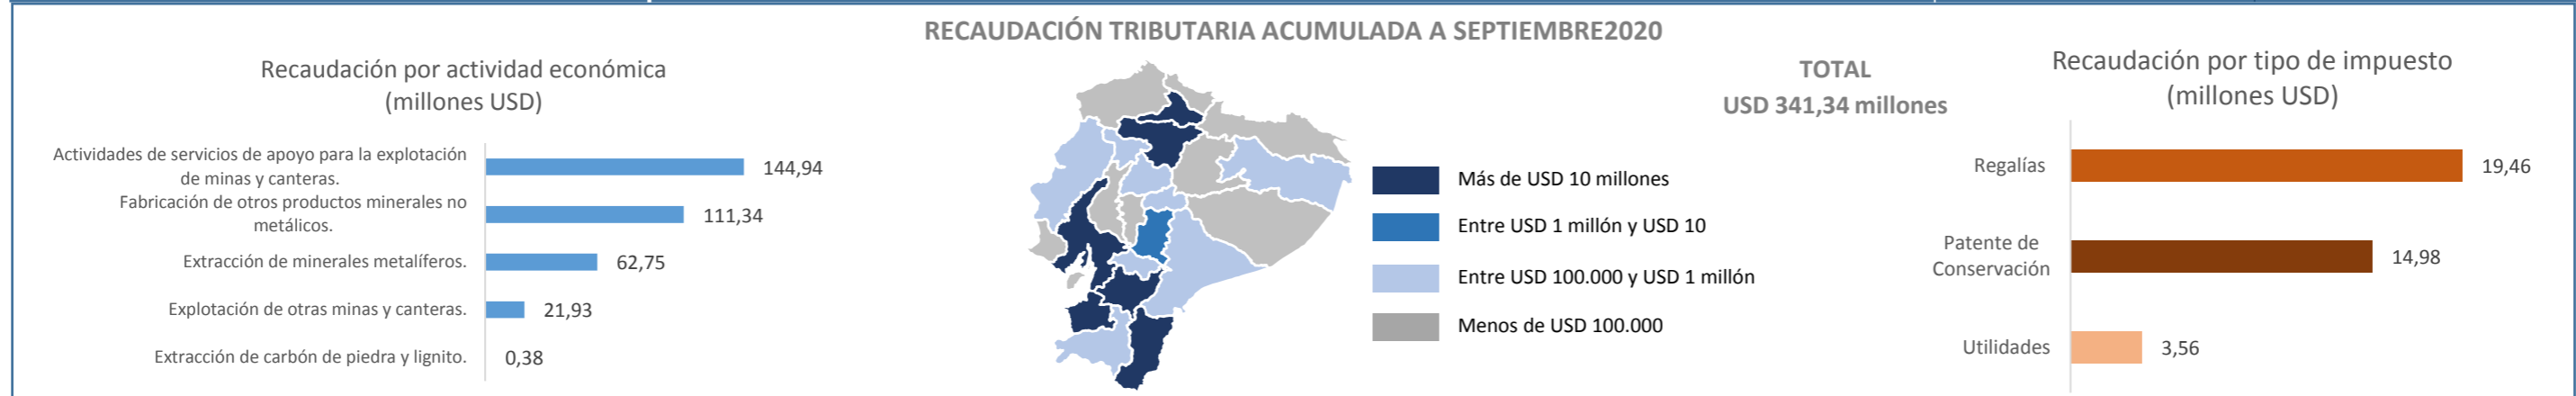 RECAUDACIÓN TRIBUTARIA ACUMULADA A SEPTIEMBRE2020
Recaudación por actividad económica
(millones USD)
Actividades de servicios de apoyo para la explotación
de minas y canteras.
144,94
Fabricación de otros productos minerales no
metálicos.
111,34
Extracción de minerales metalíferos.
62,75
Explotación de otras minas y canteras.
21,93
Extracción de carbón de piedra y lignito.
0,38
Más de USD 10 millones
Entre USD 1 millón y USD 10
Entre USD 100.000 y USD 1 millón
Menos de USD 100.000
TOTAL
USD 341,34 millones
Recaudación por tipo de impuesto
(millones USD)
Regalías
19,46
Patente de
Conservación
14,98
Utilidades
3,56